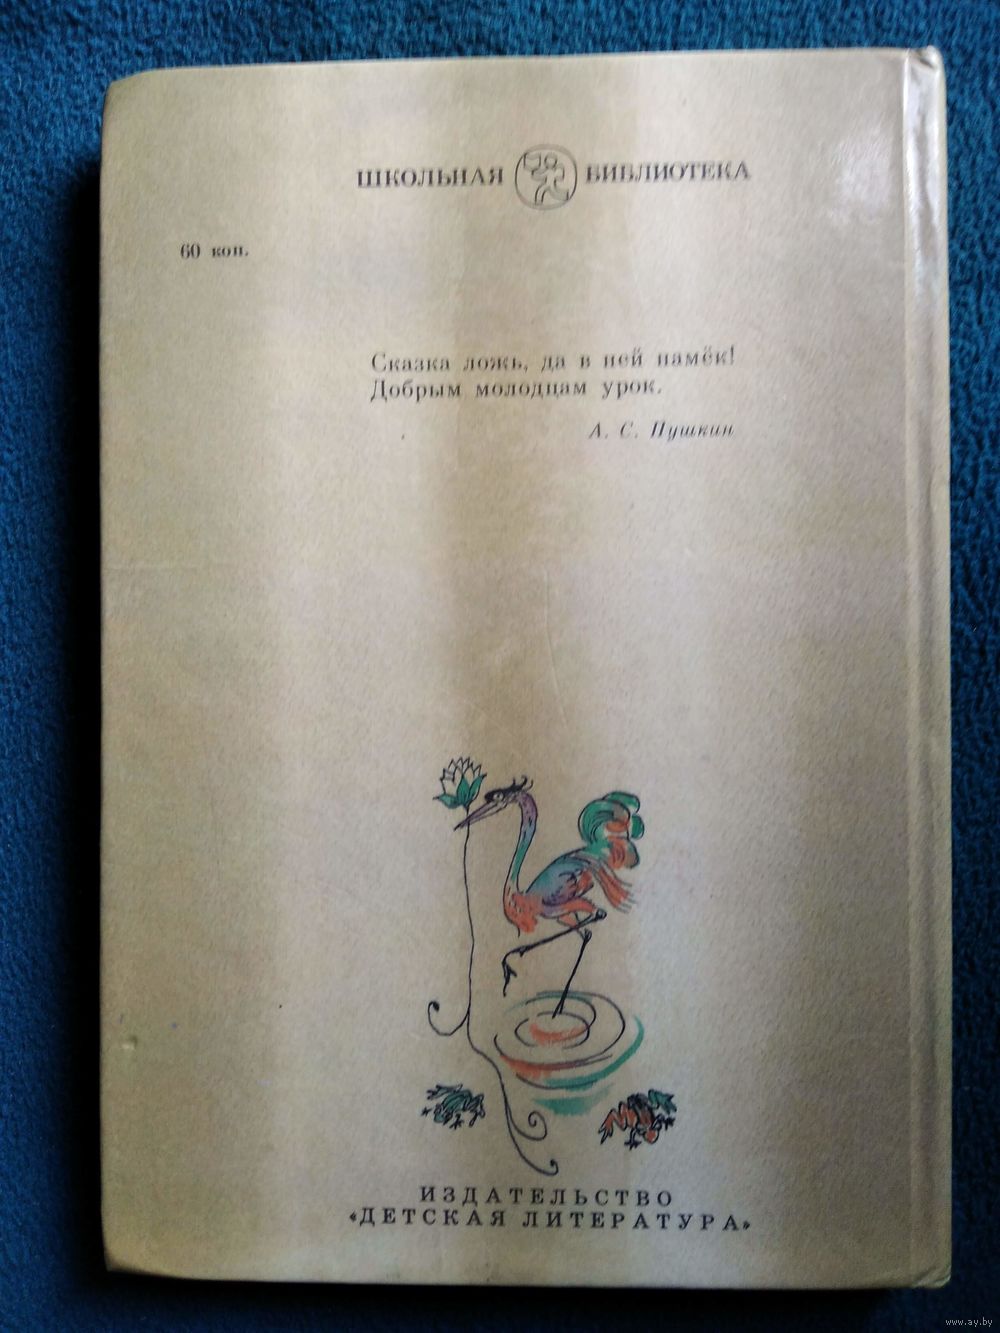 ШКОЛЬНАЯ БИБЛИОТЕКА
60 коп.
Сказка ложь, да в ней намёк!
Добрым молодцам урок.
А. С. Пушкин
ИЗДАТЕЛЬСТВО
«ДЕТСКАЯ ЛИТЕРАТУРА»
www.ay.by